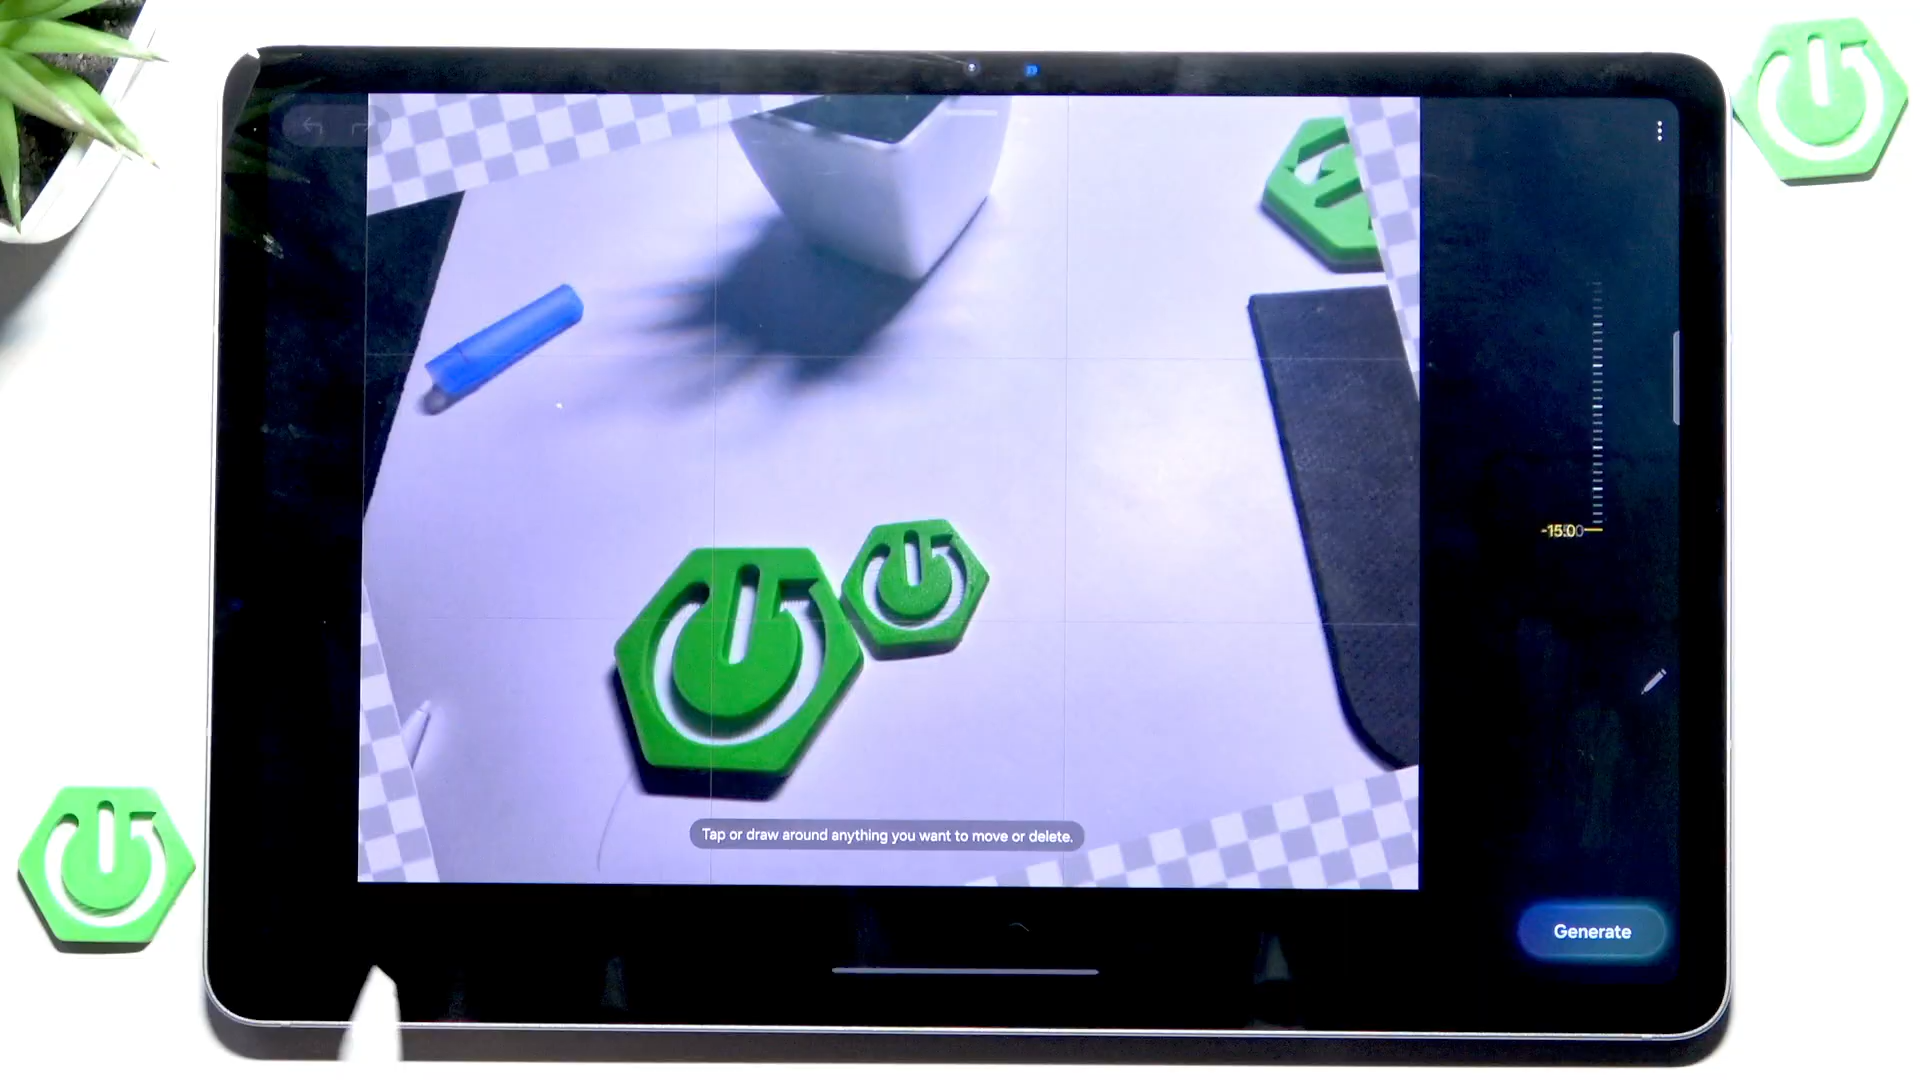 -15.00
Tap or draw around anything you want to move or delete.
Generate